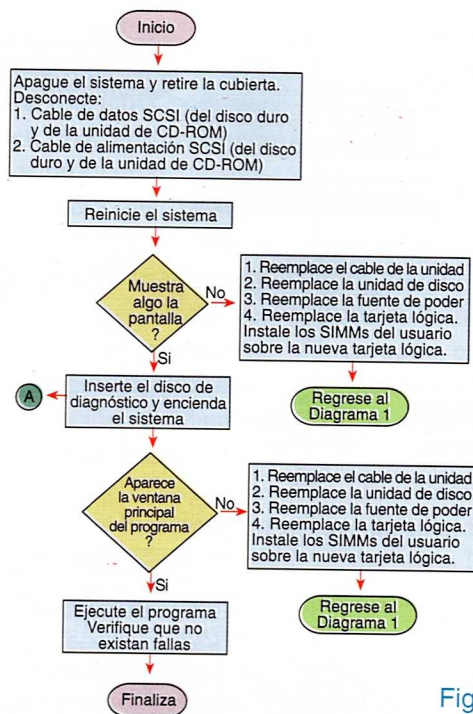 Inicio
Apague el sistema y retire la cubierta.
Desconecte:
1. Cable de datos SCSI (del disco duro
y de la unidad de CD-ROM)
2. Cable de alimentación SCSI (del disco
duro y de la unidad de CD-ROM)
Reinicie el sistema
Muestra
algo la
pantalla
?
No
1. Reemplace el cable de la unidad
2. Reemplace la unidad de disco
3. Reemplace la fuente de poder
4. Reemplace la tarjeta lógica.
Instale los SIMMs del usuario
sobre la nueva tarjeta lógica.
Si
Regrese al
Diagrama 1
A
Inserte el disco de
diagnóstico y encienda
el sistema
Aparece
la ventana
principal
del programa
?
No
1. Reemplace el cable de la unidad
2. Reemplace la unidad de disco
3. Reemplace la fuente de poder
4. Reemplace la tarjeta lógica.
Instale los SIMMs del usuario
sobre la nueva tarjeta lógica.
Si
Regrese al
Diagrama 1
Ejecute el programa
Verifique que no
existan fallas
Finaliza
Fig